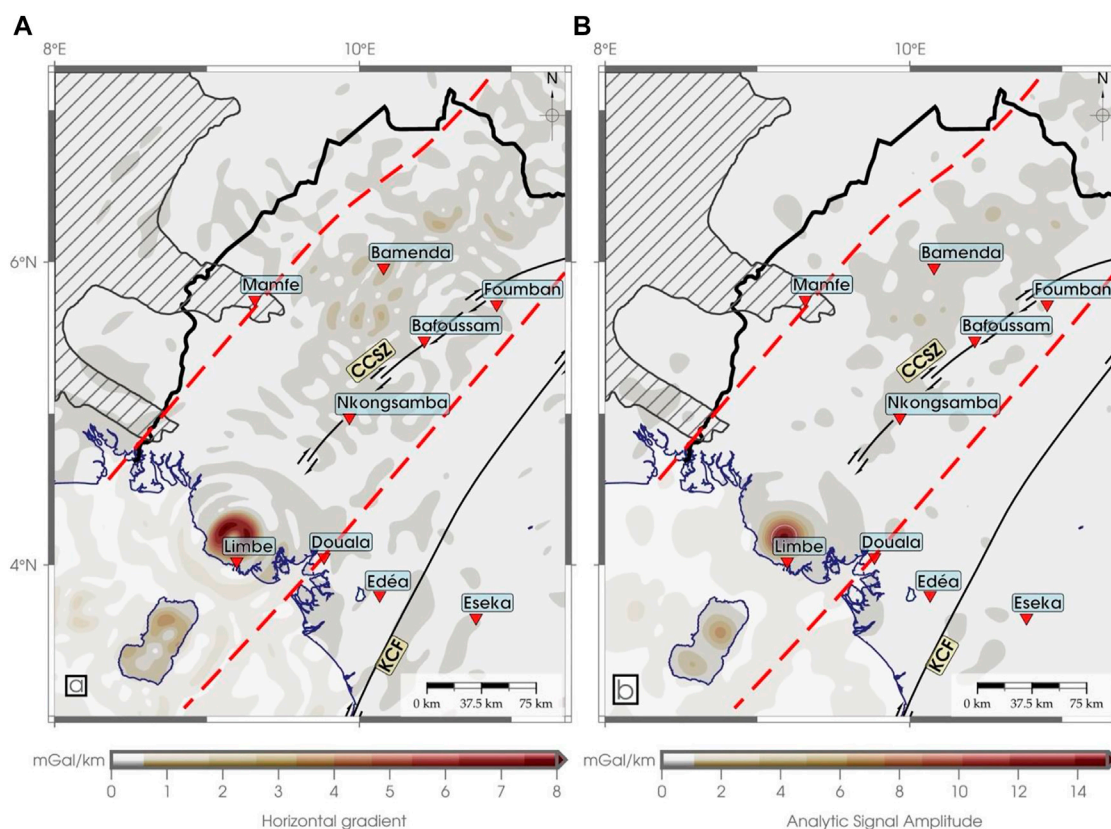 A
B
8°E
10°E
8°E
10°E
N
N
6°N
4°N
Bamenda
Mamfe
Foumban
Bafoussam
CCSZ
Nkongsamba
Limbe
Douala
Edéa
Eseka
KCF
a
0 km 37.5 km 75 km
Bamenda
Mamfe
Foumban
Bafoussam
CCSZ
Nkongsamba
Limbe
Douala
Edéa
Eseka
KCF
b
0 km 37.5 km 75 km
mGal/km
0 1 2 3 4 5 6 7 8
Horizontal gradient
mGal/km
0 2 4 6 8 10 12 14
Analytic Signal Amplitude